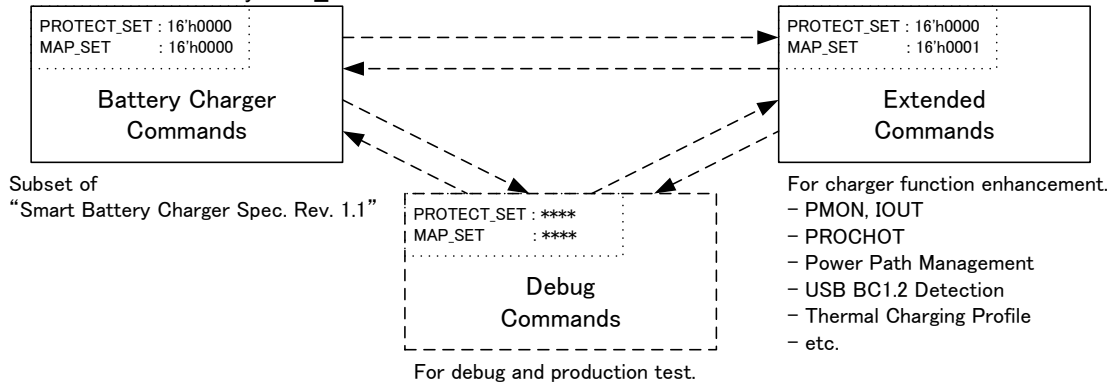 PROTECT_SET : 16'h0000
MAP_SET : 16'h0000
Battery Charger
Commands
Subset of
“Smart Battery Charger Spec. Rev. 1.1”
PROTECT_SET : 16'h0000
MAP_SET : 16'h0001
Extended
Commands
For charger function enhancement.
- PMON, IOUT
- PROCHOT
- Power Path Management
- USB BC1.2 Detection
- Thermal Charging Profile
- etc.
PROTECT_SET : ****
MAP_SET : ****
Debug
Commands
For debug and production test.